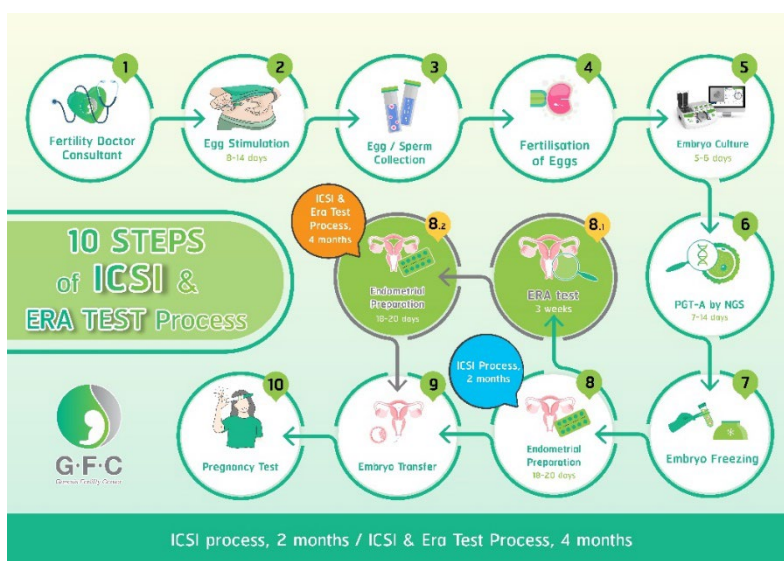 1
Fertility Doctor
Consultant
2
Egg Stimulation
8-14 days
3
Egg / Sperm
Collection
4
Fertilisation
of Eggs
5
Embryo Culture
5-6 days
10 STEPS
of ICSI &
ERA TEST Process
ICSI &
Era Test
Process,
4 months
8.2
Endometrial
Preparation
18-20 days
8.1
ERA test
3 weeks
6
PGT-A by NGS
7-14 days
G·F·C
10
Pregnancy Test
9
Embryo Transfer
ICSI Process,
2 months
8
Endometrial
Preparation
18-20 days
7
Embryo Freezing
ICSI process, 2 months / ICSI & Era Test Process, 4 months